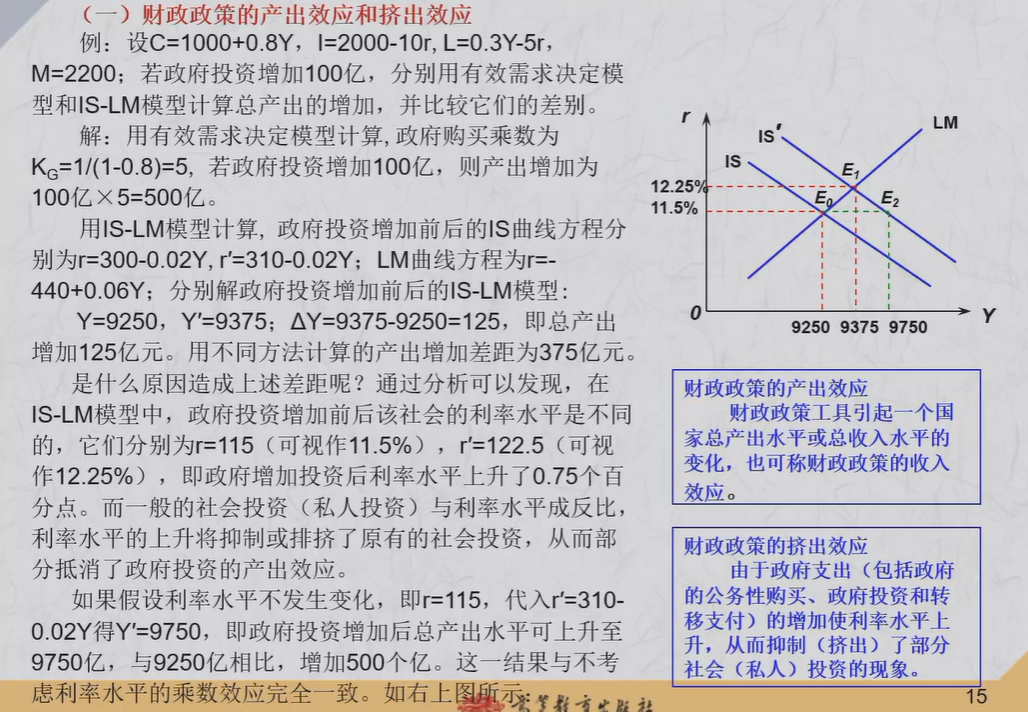 （一）财政政策的产出效应和挤出效应
例：设C=1000+0.8Y，I=2000-10r, L=0.3Y-5r，
M=2200；若政府投资增加100亿，分别用有效需求决定模
型和IS-LM模型计算总产出的增加，并比较它们的差别。
解：用有效需求决定模型计算, 政府购买乘数为
KG=1/(1-0.8)=5, 若政府投资增加100亿，则产出增加为
100亿×5=500亿。
用IS-LM模型计算, 政府投资增加前后的IS曲线方程分
别为r=300-0.02Y, r′=310-0.02Y；LM曲线方程为r=-
440+0.06Y；分别解政府投资增加前后的IS-LM模型:
Y=9250，Y′=9375；ΔY=9375-9250=125，即总产出
增加125亿元。用不同方法计算的产出增加差距为375亿元。
是什么原因造成上述差距呢？通过分析可以发现，在
IS-LM模型中，政府投资增加前后该社会的利率水平是不同
的，它们分别为r=115（可视作11.5%），r′=122.5（可视
作12.25%），即政府增加投资后利率水平上升了0.75个百
分点。而一般的社会投资（私人投资）与利率水平成反比，
利率水平的上升将抑制或排挤了原有的社会投资，从而部
分抵消了政府投资的产出效应。
如果假设利率水平不发生变化，即r=115，代入r′=310-
0.02Y得Y′=9750，即政府投资增加后总产出水平可上升至
9750亿，与9250亿相比，增加500个亿。这一结果与不考
虑利率水平的乘数效应完全一致。如右上图所示。
r
IS′
LM
IS
E1
12.25%
E0
E2
11.5%
0
9250 9375 9750
Y
财政政策的产出效应
财政政策工具引起一个国
家总产出水平或总收入水平的
变化，也可称财政政策的收入
效应。
财政政策的挤出效应
由于政府支出（包括政府
的公务性购买、政府投资和转
移支付）的增加使利率水平上
升，从而抑制（挤出）了部分
社会（私人）投资的现象。
高等教育出版社
15